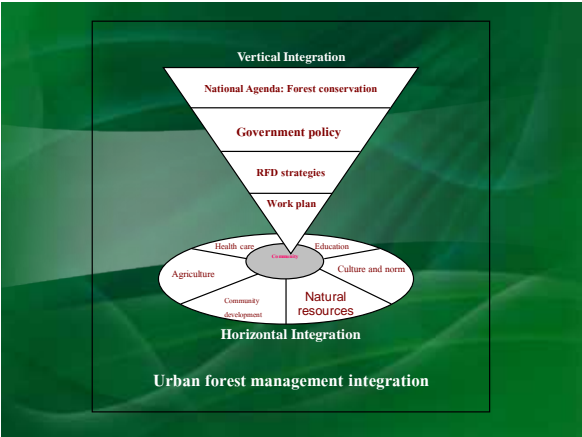 Vertical Integration
National Agenda: Forest conservation
Government policy
RFD strategies
Work plan
Health care
Education
Community
Agriculture
Culture and norm
Community
development
Natural
resources
Horizontal Integration
Urban forest management integration